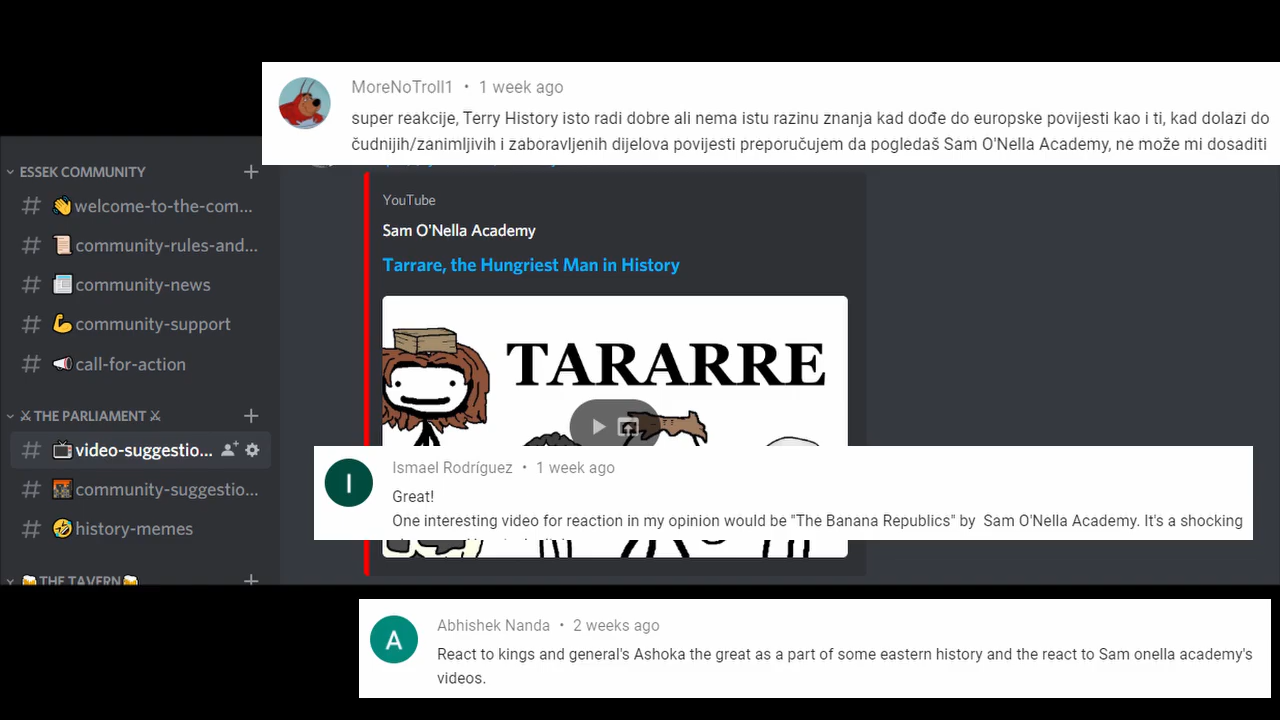 MoreNoTroll1 • 1 week ago
super reakcije, Terry History isto radi dobre ali nema istu razinu znanja kad dođe do europske povijesti kao i ti, kad dolazi do
čudnijih/zanimljivih i zaboravljenih dijelova povijesti preporučujem da pogledaš Sam O'Nella Academy, ne može mi dosaditi
ESSEK COMMUNITY
# welcome-to-the-com...
# community-rules-and...
# community-news
# community-support
# call-for-action
THE PARLIAMENT
# video-suggestio...
# community-suggestio...
# history-memes
THE TAVERN
YouTube
Sam O'Nella Academy
Tarrare, the Hungriest Man in History
TARARRE
I
Ismael Rodríguez • 1 week ago
Great!
One interesting video for reaction in my opinion would be "The Banana Republics" by Sam O'Nella Academy. It's a shocking
A
Abhishek Nanda • 2 weeks ago
React to kings and general's Ashoka the great as a part of some eastern history and the react to Sam onella academy's
videos.